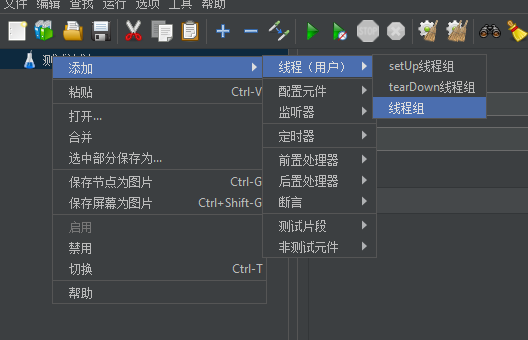 文件 编辑 查找 运行 选项 工具 帮助
添加
粘贴 Ctrl-V
打开...
合并
选中部分保存为...
保存节点为图片 Ctrl-G
保存屏幕为图片 Ctrl+Shift-G
启用
禁用
切换 Ctrl-T
帮助
线程（用户）
配置元件
监听器
定时器
前置处理器
后置处理器
断言
测试片段
非测试元件
setUp线程组
tearDown线程组
线程组